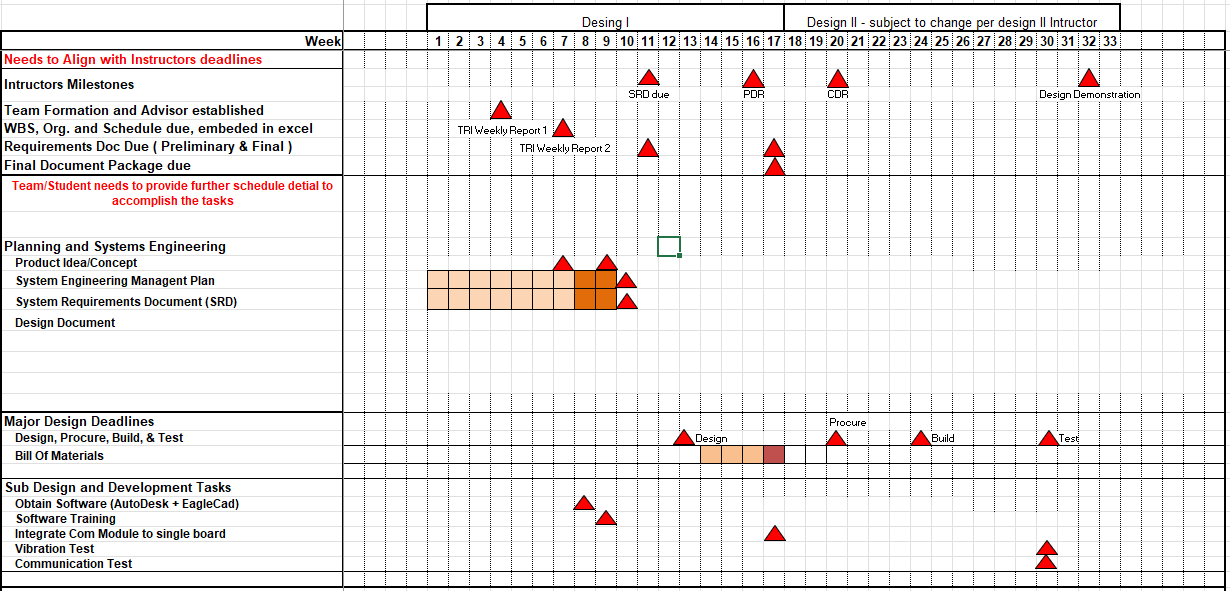 Desing I
Design II - subject to change per design II Intructor
Week 1 2 3 4 5 6 7 8 9 10 11 12 13 14 15 16 17 18 19 20 21 22 23 24 25 26 27 28 29 30 31 32 33
Needs to Align with Instructors deadlines
Intructors Milestones
SRD due
PDR
CDR
Design Demonstration
Team Formation and Advisor established
WBS, Org. and Schedule due, embeded in excel
TRI Weekly Report 1
Requirements Doc Due ( Preliminary & Final )
TRI Weekly Report 2
Final Document Package due
Team/Student needs to provide further schedule detial to
accomplish the tasks
Planning and Systems Engineering
Product Idea/Concept
System Engineering Managent Plan
System Requirements Document (SRD)
Design Document
Major Design Deadlines
Procure
Design, Procure, Build, & Test
Design
Build
Test
Bill Of Materials
Sub Design and Development Tasks
Obtain Software (AutoDesk + EagleCad)
Software Training
Integrate Com Module to single board
Vibration Test
Communication Test